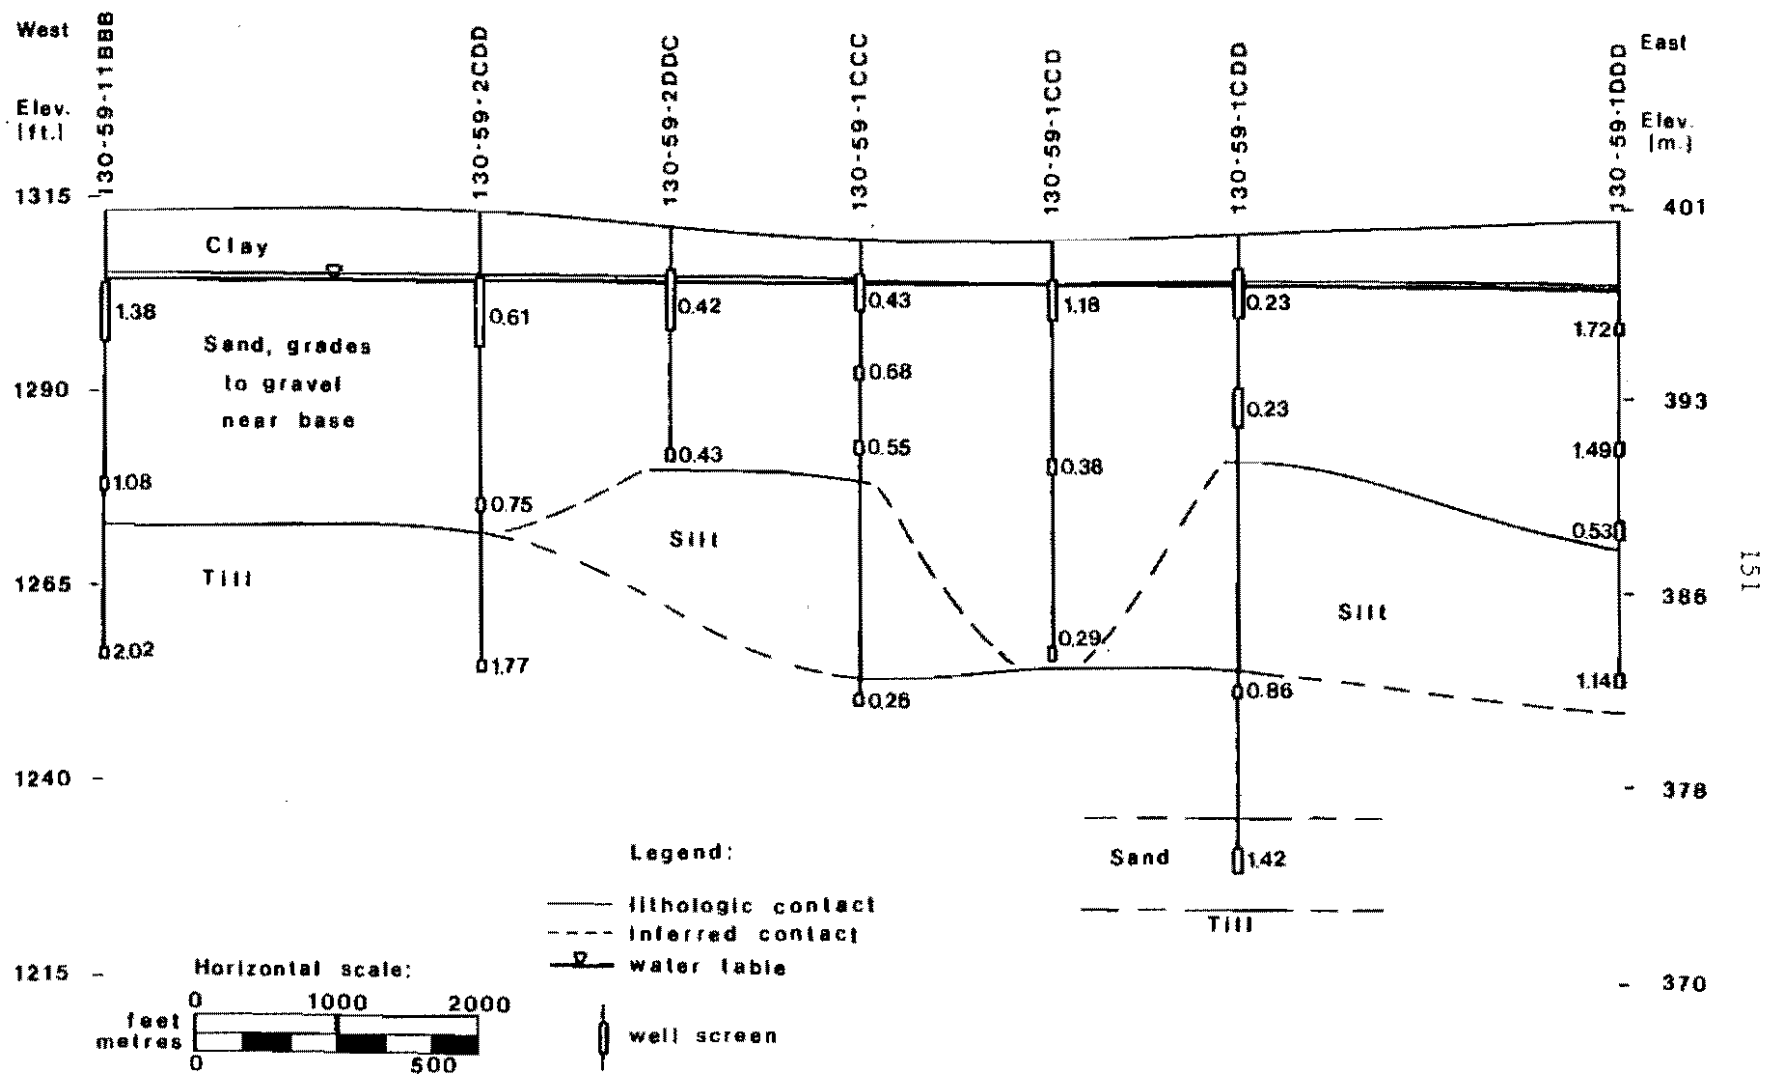 West
East
130-59-11BBB
130-59-2CDD
130-59-2DDC
130-59-1CCC
130-59-1CCD
130-59-1CDD
130-59-1DDD
Elev.
[ft.]
Elev.
[m.]
1315
401
Clay
1.38
0.61
0.42
0.43
1.18
0.23
1.72
Sand, grades
to gravel
near base
0.68
1290
393
0.23
0.55
1.49
0.43
0.38
1.08
0.75
0.53
Silt
Till
1265
386
Silt
151
0.29
2.02
1.77
1.14
0.26
0.86
1240
378
Sand
1.42
Till
Legend:
lithologic contact
inferred contact
water table
well screen
1215
370
Horizontal scale:
0 1000 2000
feet
metres
0 500